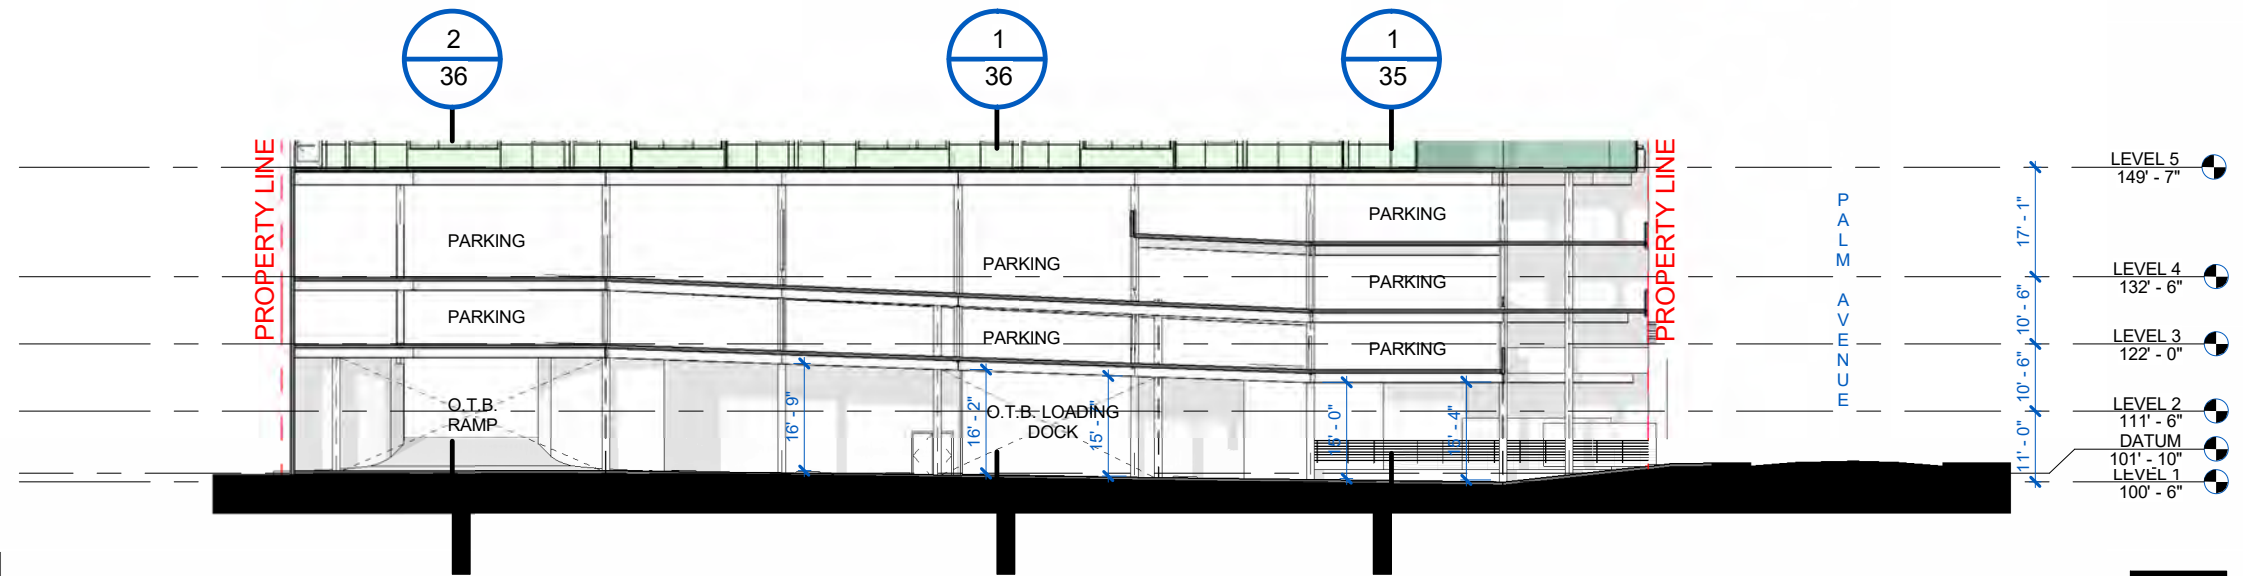 2
36
1
36
1
35
PROPERTY LINE
PROPERTY LINE
PARKING
PARKING
PARKING
PARKING
PARKING
PARKING
PARKING
O.T.B.
RAMP
O.T.B. LOADING
DOCK
16' - 9"
16' - 2"
15' - 0"
15' - 4"
PALM AVENUE
17' - 1"
10' - 6"
10' - 6"
11' - 0"
LEVEL 5
149' - 7"
LEVEL 4
132' - 6"
LEVEL 3
122' - 0"
LEVEL 2
111' - 6"
DATUM
101' - 10"
LEVEL 1
100' - 6"